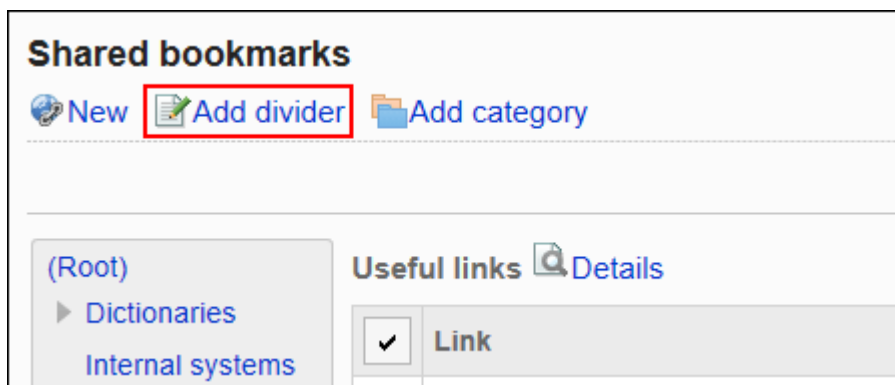 Shared bookmarks
New Add divider Add category
(Root)
Dictionaries
Internal systems
Useful links Details
Link